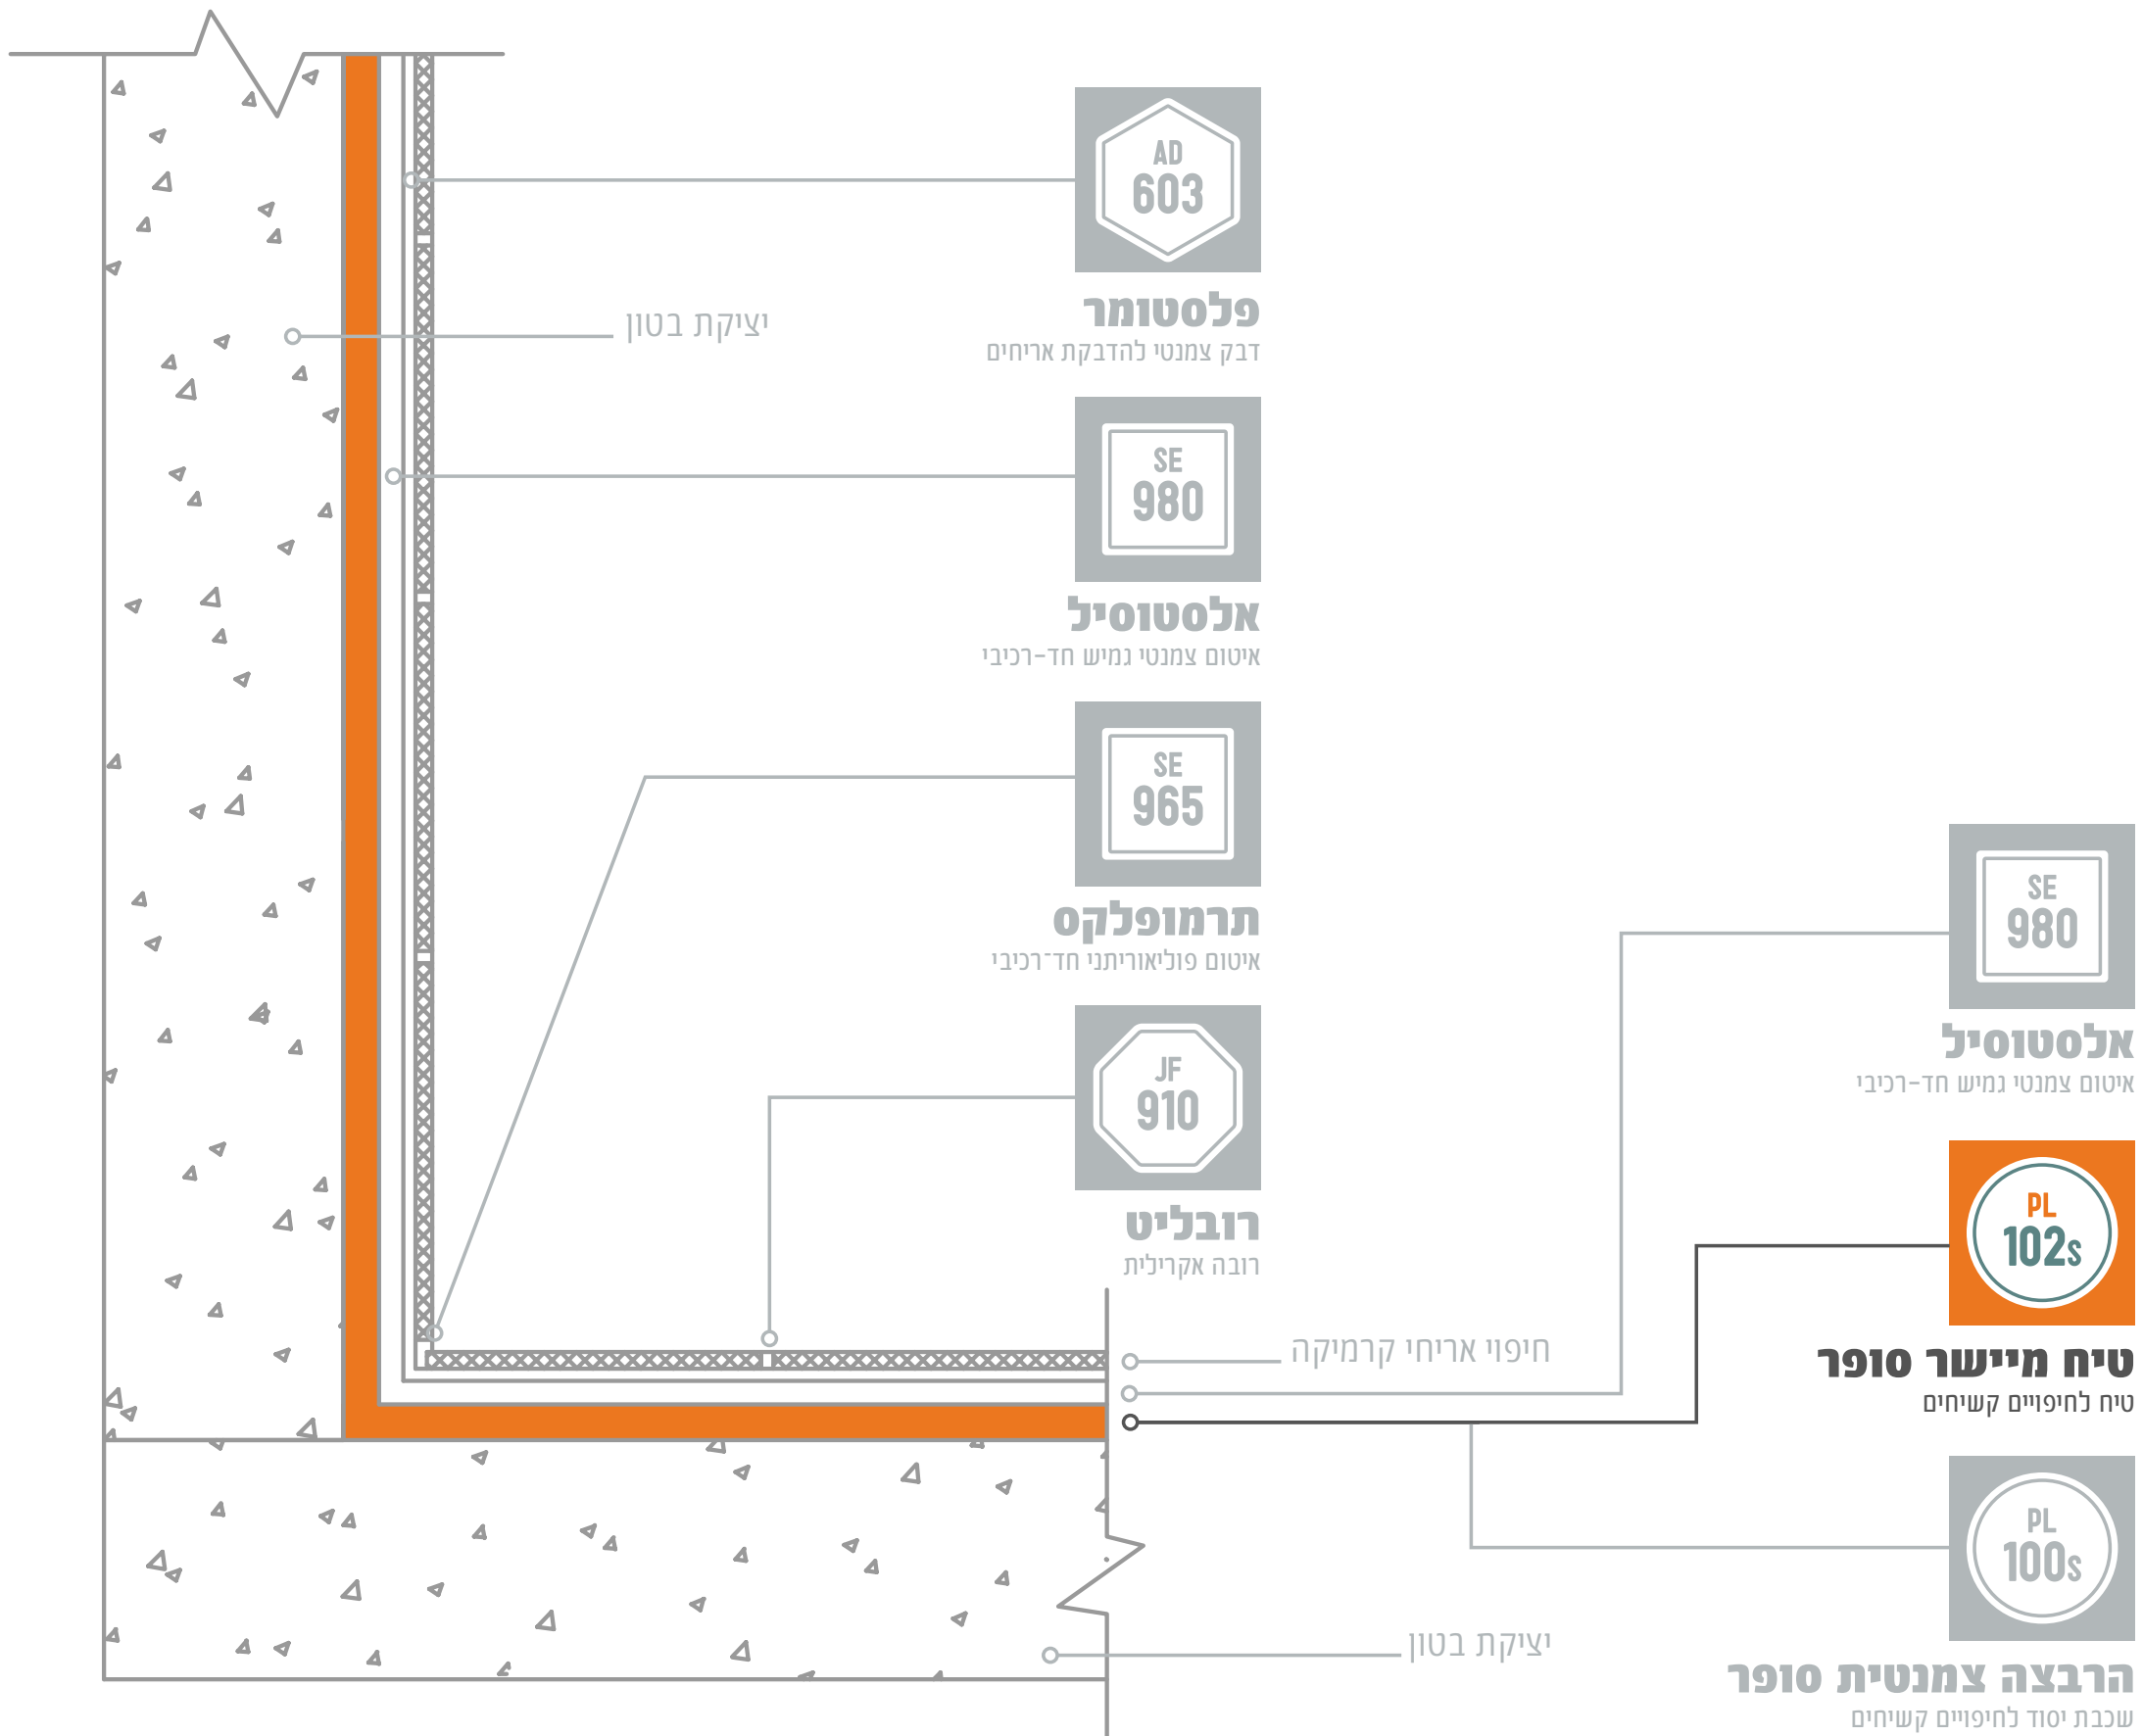 AD
603
פלסטומר
דבק צמנטי להדבקת אריחים
יציקת בטון
SE
980
אלסטוסיל
איטום צמנטי גמיש חד-רכיבי
SE
965
תרמופלקס
איטום פוליאוריתני חד־רכיבי
JF
910
רובליט
רובה אקרילית
SE
980
אלסטוסיל
איטום צמנטי גמיש חד-רכיבי
PL
102s
טיח מיישר סופר
טיח לחיפויים קשיחים
חיפוי אריחי קרמיקה
PL
100s
הרבצה צמנטית סופר
שכבת יסוד לחיפויים קשיחים
יציקת בטון